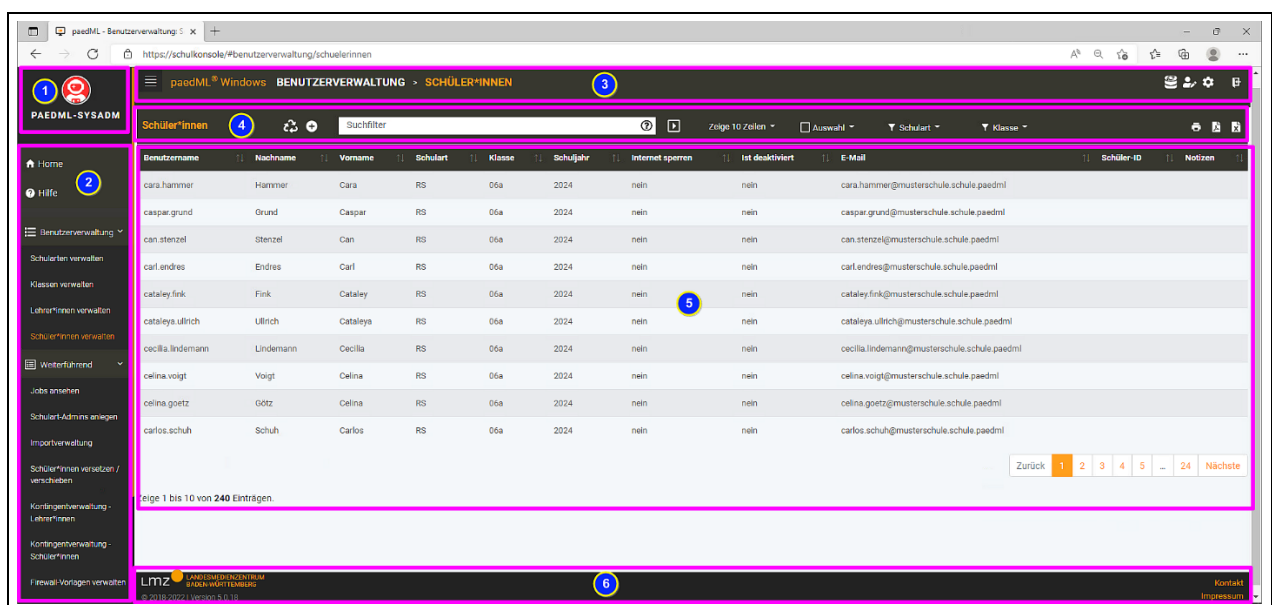 paedML - Benutzerverwaltung: S
https://schulkonsole/#benutzerverwaltung/schuelerinnen
1
PAEDML-SYSADM
paedML® Windows BENUTZERVERWALTUNG > SCHÜLER*INNEN
3
Schüler*innen
4
Suchfilter
Zeige 10 Zeilen
Auswahl
Schulart
Klasse
2
Home
Hilfe
Benutzerverwaltung
Schularten verwalten
Klassen verwalten
Lehrer*innen verwalten
Schüler*innen verwalten
Weiterführend
Jobs ansehen
Schulart-Admins anlegen
Importverwaltung
Schüler*innen versetzen /
verschieben
Kontingentverwaltung -
Lehrer*innen
Kontingentverwaltung -
Schüler*innen
Firewall-Vorlagen verwalten
Benutzername Nachname Vorname Schulart Klasse Schuljahr Internet sperren Ist deaktiviert E-Mail Schüler-ID Notizen
cara.hammer Hammer Cara RS 06a 2024 nein nein cara.hammer@musterschule.schule.paedml
caspar.grund Grund Caspar RS 06a 2024 nein nein caspar.grund@musterschule.schule.paedml
can.stenzel Stenzel Can RS 06a 2024 nein nein can.stenzel@musterschule.schule.paedml
carl.endres Endres Carl RS 06a 2024 nein nein carl.endres@musterschule.schule.paedml
cataley.fink Fink Cataley RS 06a 2024 nein nein cataley.fink@musterschule.schule.paedml
5
cataleya.ullrich Ullrich Cataleya RS 06a 2024 nein nein cataleya.ullrich@musterschule.schule.paedml
cecilia.lindemann Lindemann Cecilia RS 06a 2024 nein nein cecilia.lindemann@musterschule.schule.paedml
celina.voigt Voigt Celina RS 06a 2024 nein nein celina.voigt@musterschule.schule.paedml
celina.goetz Götz Celina RS 06a 2024 nein nein celina.goetz@musterschule.schule.paedml
carlos.schuh Schuh Carlos RS 06a 2024 nein nein carlos.schuh@musterschule.schule.paedml
Zurück 1 2 3 4 5 … 24 Nächste
Zeige 1 bis 10 von 240 Einträgen.
Lmz LANDESMEDIENZENTRUM
BADEN-WÜRTTEMBERG
© 2018-2022 | Version 5.0.18
6
Kontakt
Impressum